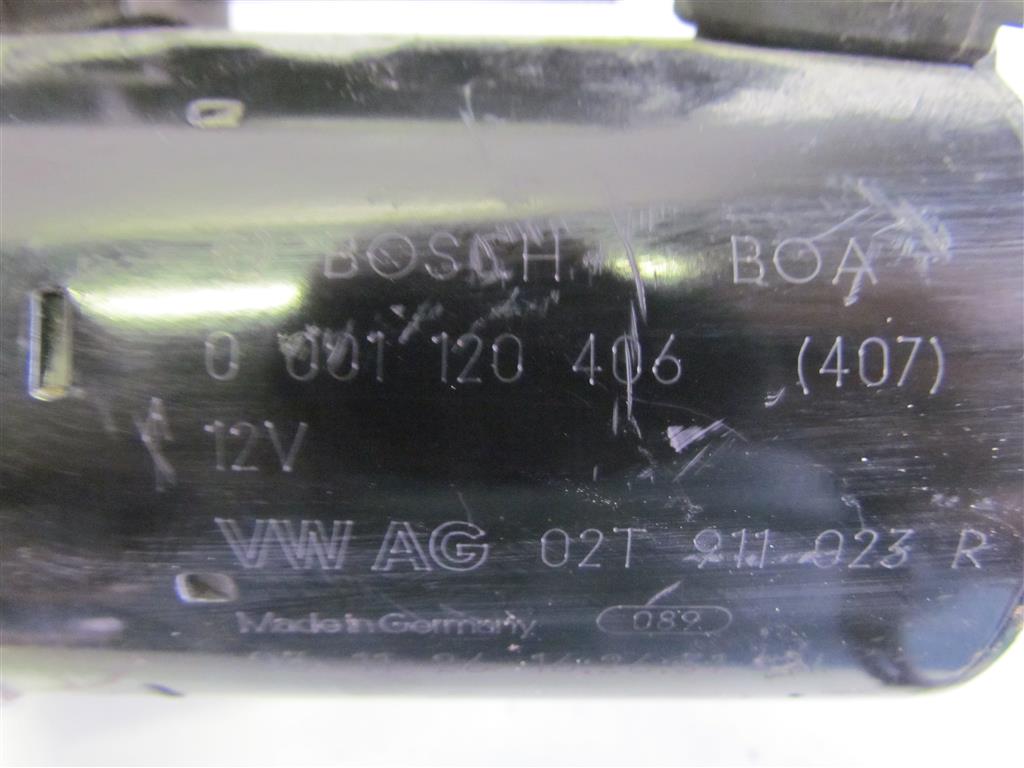 BOSCH BOA
0 001 120 406 (407)
12V
VW AG 02T 911 023 R
Made in Germany 089